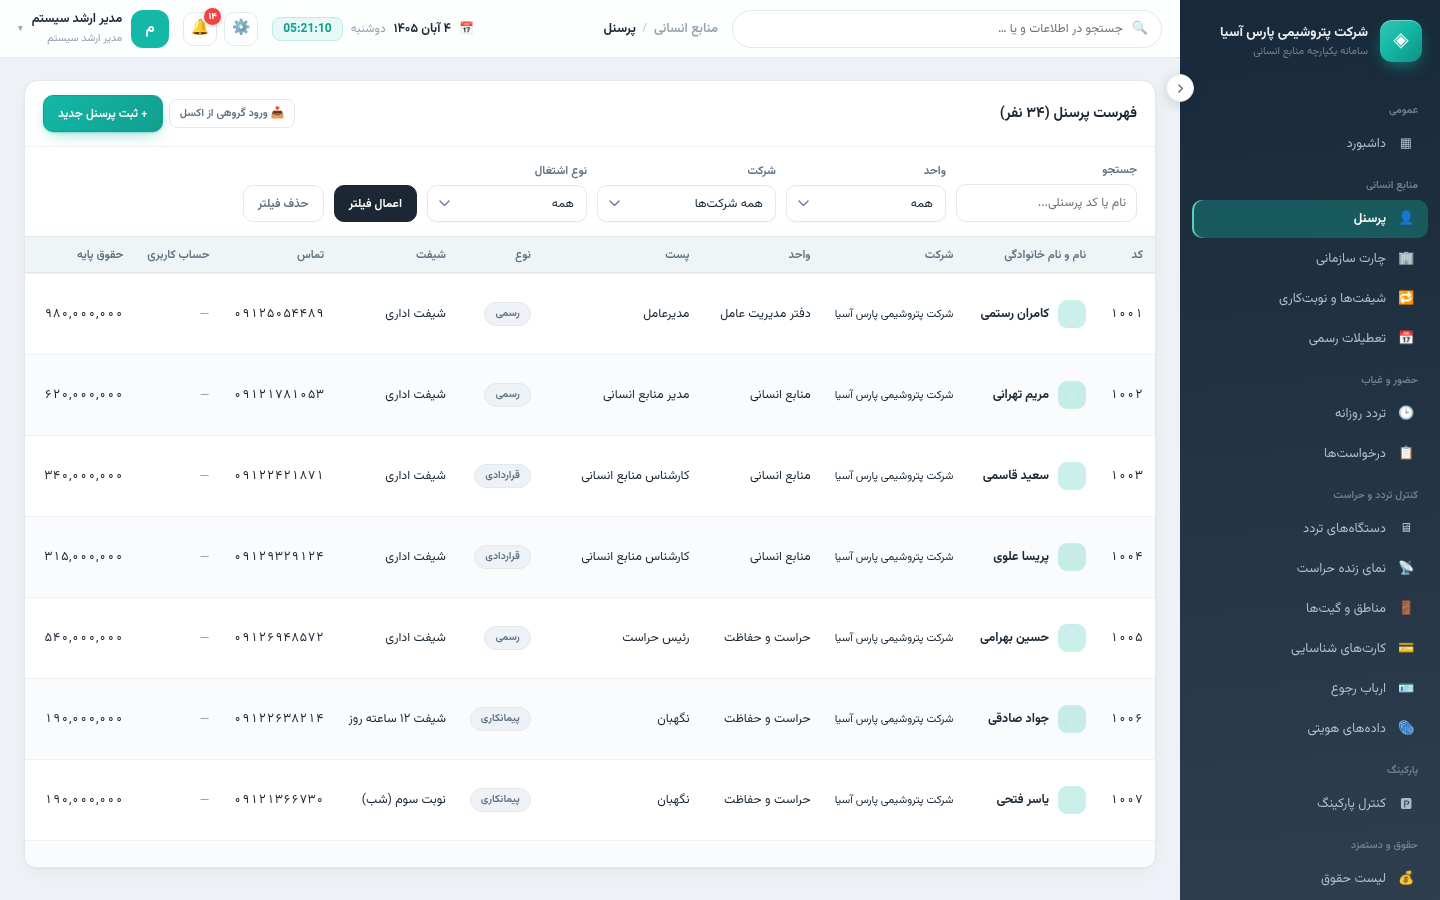 شرکت پتروشیمی پارس آسیا
سامانه یکپارچه منابع انسانی
عمومی
داشبورد
منابع انسانی
پرسنل
چارت سازمانی
شیفت‌ها و نوبت‌کاری
تعطیلات رسمی
حضور و غیاب
تردد روزانه
درخواست‌ها
کنترل تردد و حراست
دستگاه‌های تردد
نمای زنده حراست
مناطق و گیت‌ها
کارت‌های شناسایی
ارباب رجوع
داده‌های هویتی
پارکینگ
کنترل پارکینگ
حقوق و دستمزد
لیست حقوق
جستجو در اطلاعات و یا ...
منابع انسانی / پرسنل
۴ آبان ۱۴۰۵ دوشنبه 05:21:10
۱۴
م
مدیر ارشد سیستم
مدیر ارشد سیستم
فهرست پرسنل (۳۴ نفر)
ورود گروهی از اکسل
+ ثبت پرسنل جدید
جستجو واحد شرکت نوع اشتغال
نام یا کد پرسنلی... همه همه شرکت‌ها همه اعمال فیلتر حذف فیلتر
کد نام و نام خانوادگی شرکت واحد پست نوع شیفت تماس حساب کاربری حقوق پایه
۱۰۰۱ کامران رستمی شرکت پتروشیمی پارس آسیا دفتر مدیریت عامل مدیرعامل رسمی شیفت اداری ۰۹۱۲۵۰۵۴۴۸۹ — ۹۸۰,۰۰۰,۰۰۰
۱۰۰۲ مریم تهرانی شرکت پتروشیمی پارس آسیا منابع انسانی مدیر منابع انسانی رسمی شیفت اداری ۰۹۱۲۱۷۸۱۰۵۳ — ۶۲۰,۰۰۰,۰۰۰
۱۰۰۳ سعید قاسمی شرکت پتروشیمی پارس آسیا منابع انسانی کارشناس منابع انسانی قراردادی شیفت اداری ۰۹۱۲۲۴۲۱۸۷۱ — ۳۴۰,۰۰۰,۰۰۰
۱۰۰۴ پریسا علوی شرکت پتروشیمی پارس آسیا منابع انسانی کارشناس منابع انسانی قراردادی شیفت اداری ۰۹۱۲۹۳۲۹۱۲۴ — ۳۱۵,۰۰۰,۰۰۰
۱۰۰۵ حسین بهرامی شرکت پتروشیمی پارس آسیا حراست و حفاظت رئیس حراست رسمی شیفت اداری ۰۹۱۲۶۹۴۸۵۷۲ — ۵۴۰,۰۰۰,۰۰۰
۱۰۰۶ جواد صادقی شرکت پتروشیمی پارس آسیا حراست و حفاظت نگهبان پیمانکاری شیفت ۱۲ ساعته روز ۰۹۱۲۲۶۳۸۲۱۴ — ۱۹۰,۰۰۰,۰۰۰
۱۰۰۷ یاسر فتحی شرکت پتروشیمی پارس آسیا حراست و حفاظت نگهبان پیمانکاری نوبت سوم (شب) ۰۹۱۲۱۳۶۶۷۳۰ — ۱۹۰,۰۰۰,۰۰۰